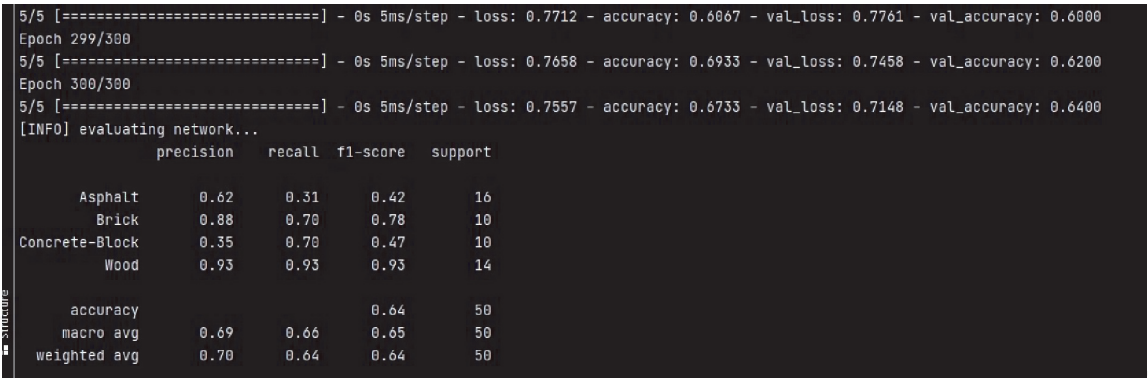 5/5 [==============================] - 0s 5ms/step - loss: 0.7712 - accuracy: 0.6067 - val_loss: 0.7761 - val_accuracy: 0.6000
Epoch 299/300
5/5 [==============================] - 0s 5ms/step - loss: 0.7658 - accuracy: 0.6933 - val_loss: 0.7458 - val_accuracy: 0.6200
Epoch 300/300
5/5 [==============================] - 0s 5ms/step - loss: 0.7557 - accuracy: 0.6733 - val_loss: 0.7148 - val_accuracy: 0.6400
[INFO] evaluating network...
precision recall f1-score support
Asphalt 0.62 0.31 0.42 16
Brick 0.88 0.70 0.78 10
Concrete-Block 0.35 0.70 0.47 10
Wood 0.93 0.93 0.93 14
accuracy 0.64 50
macro avg 0.69 0.66 0.65 50
weighted avg 0.70 0.64 0.64 50
Structure